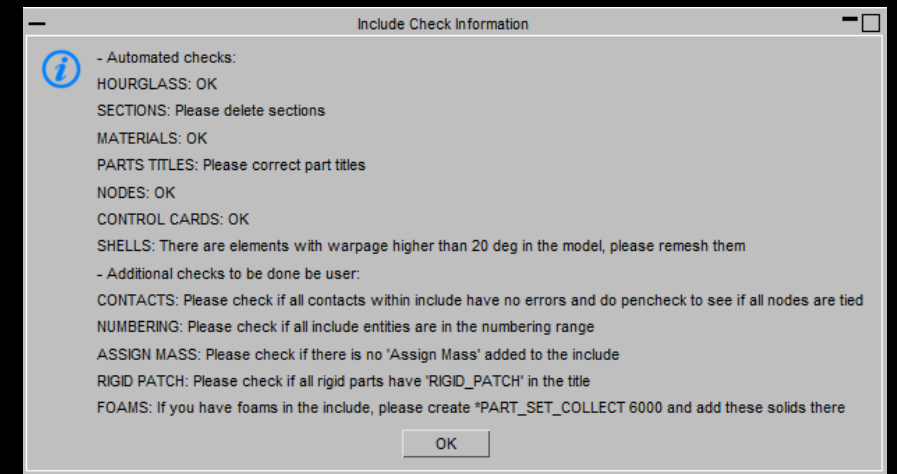 Include Check Information
- Automated checks:
HOURGLASS: OK
SECTIONS: Please delete sections
MATERIALS: OK
PARTS TITLES: Please correct part titles
NODES: OK
CONTROL CARDS: OK
SHELLS: There are elements with warpage higher than 20 deg in the model, please remesh them
- Additional checks to be done be user:
CONTACTS: Please check if all contacts within include have no errors and do pencheck to see if all nodes are tied
NUMBERING: Please check if all include entities are in the numbering range
ASSIGN MASS: Please check if there is no 'Assign Mass' added to the include
RIGID PATCH: Please check if all rigid parts have 'RIGID_PATCH' in the title
FOAMS: If you have foams in the include, please create *PART_SET_COLLECT 6000 and add these solids there
OK